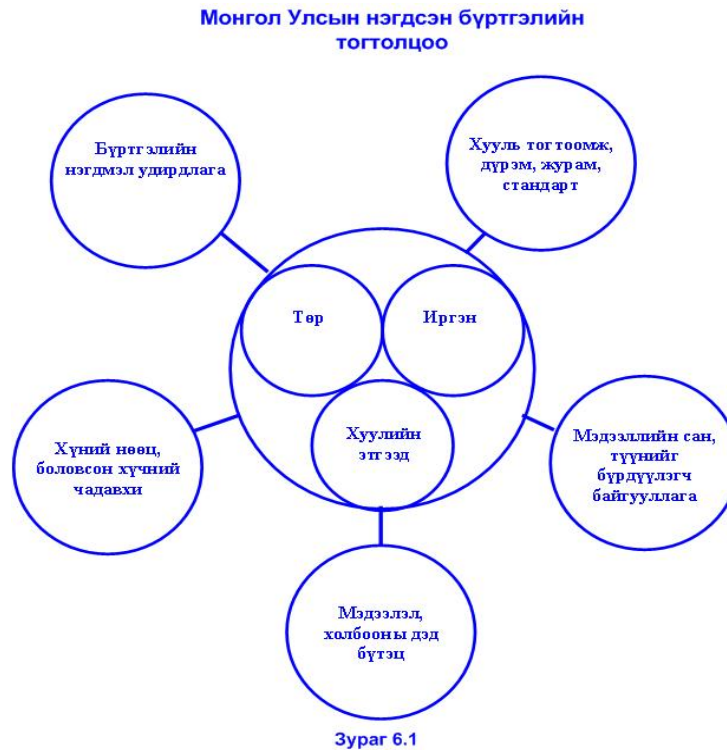 Монгол Улсын нэгдсэн бүртгэлийн
тогтолцоо
Бүртгэлийн
нэгдмэл удирдлага
Хууль тогтоомж,
дүрэм, журам,
стандарт
Төр
Иргэн
Хуулийн
этгээд
Хүний нөөц,
боловсон хүчний
чадавхи
Мэдээллийн сан,
түүнийг
бүрдүүлэгч
байгууллага
Мэдээлэл,
холбооны дэд
бүтэц
Зураг 6.1